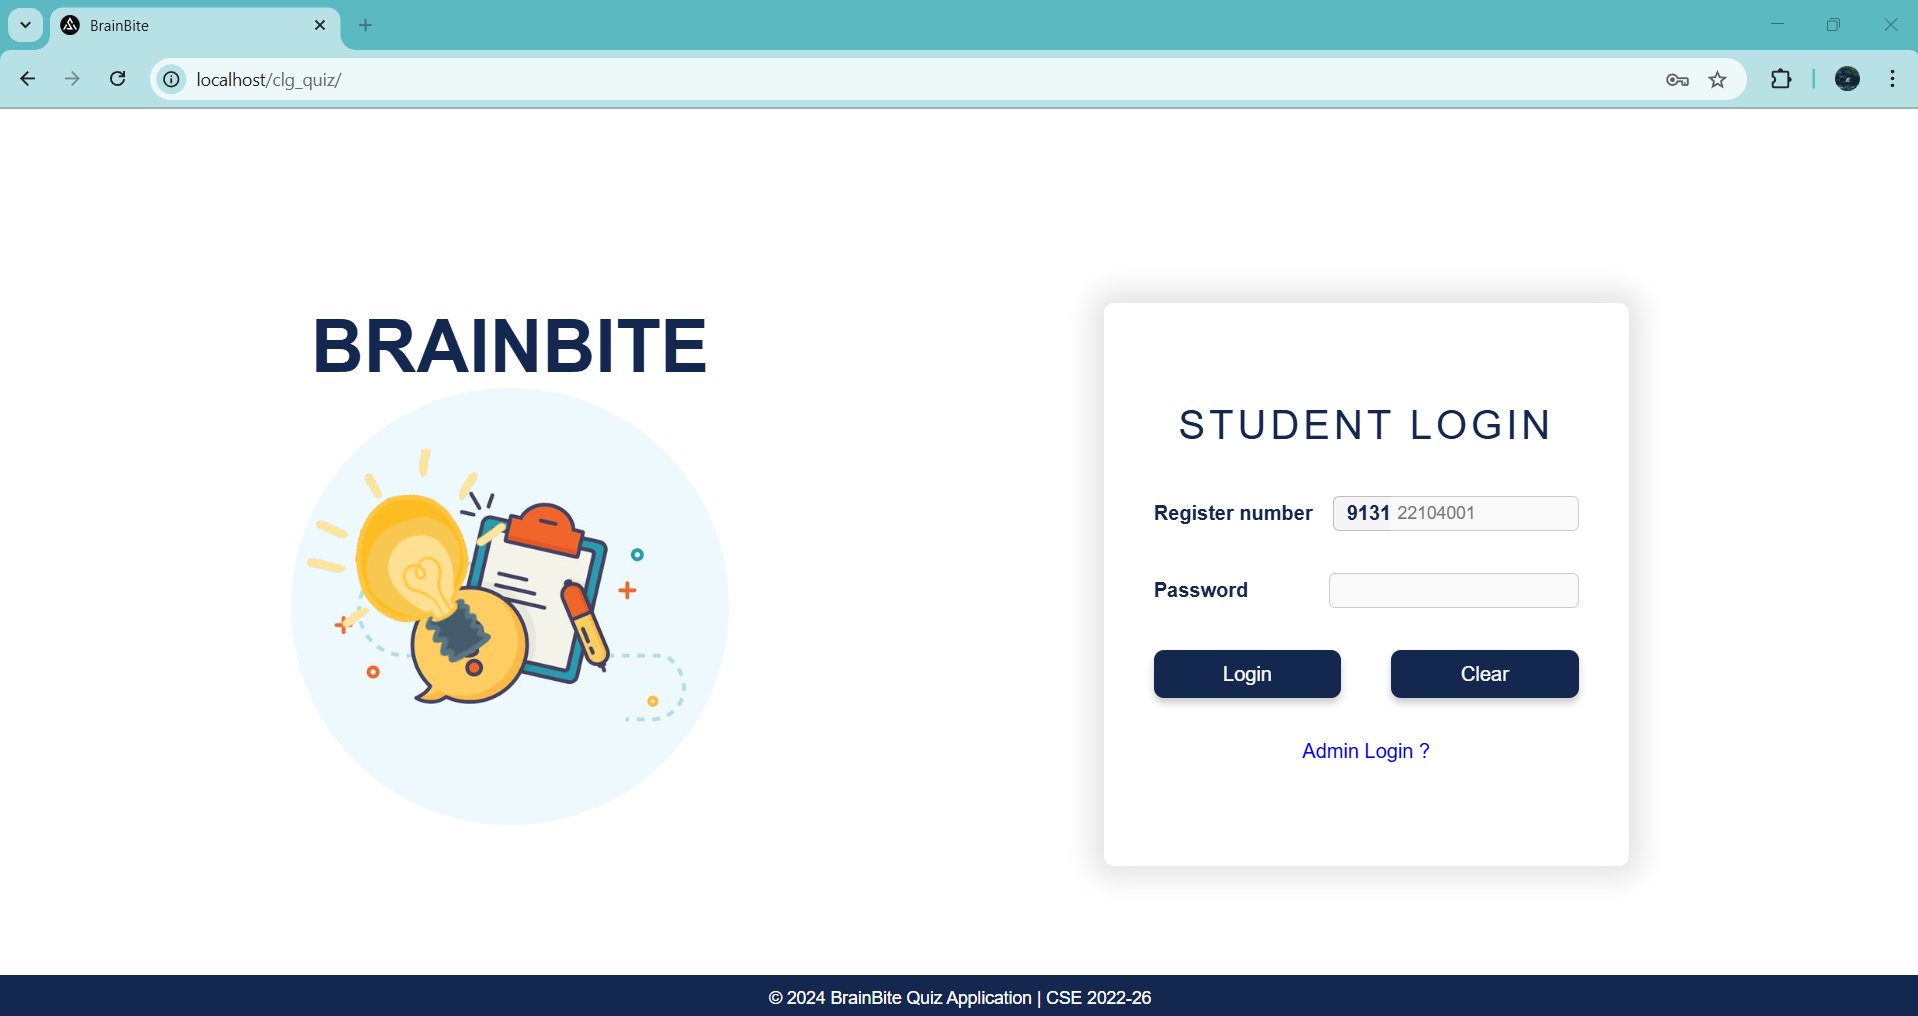 BrainBite
localhost/clg_quiz/
BRAINBITE
STUDENT LOGIN
Register number 9131 22104001
Password
Login Clear
Admin Login ?
© 2024 BrainBite Quiz Application | CSE 2022-26